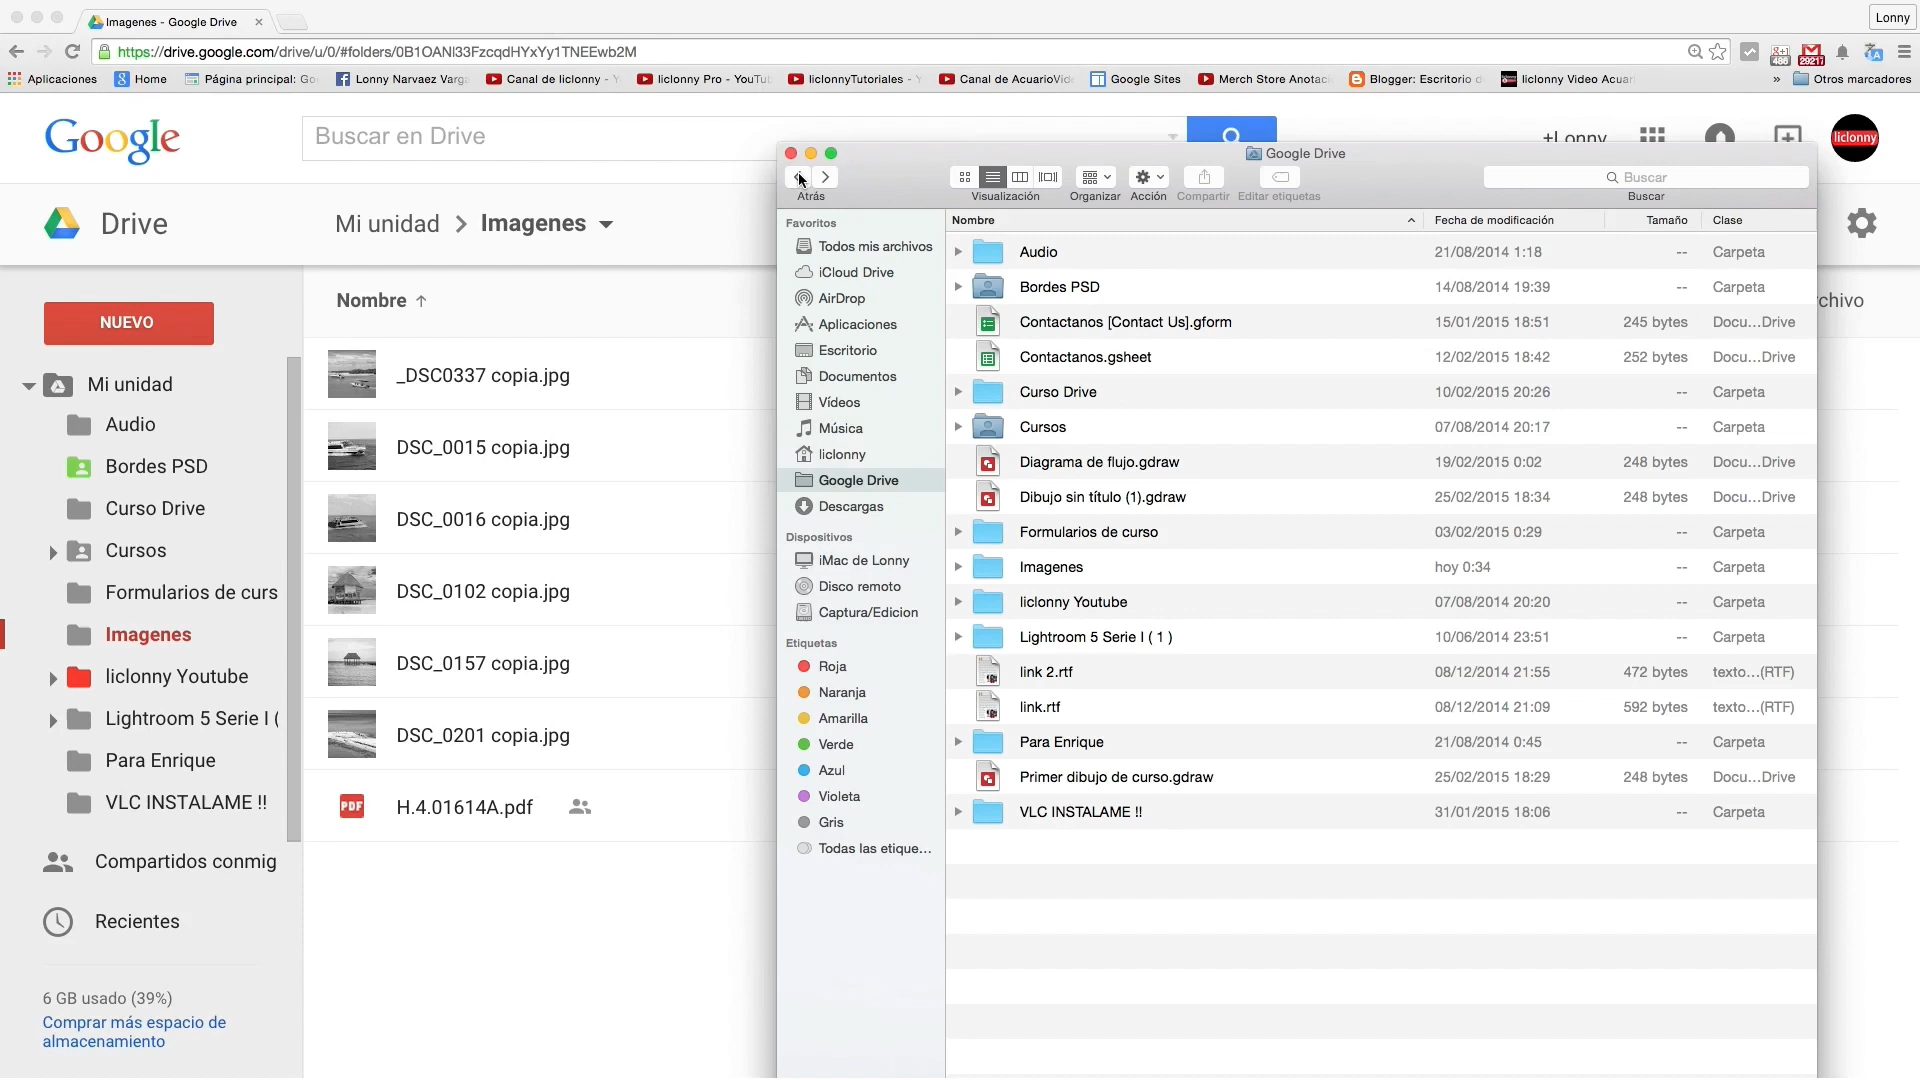 Imagenes - Google Drive
Lonny
https://drive.google.com/drive/u/0/#folders/0B1OANl33FzcqdHYxYy1TNEEwb2M
486
29217
Aplicaciones
Home
Página principal: Go
Lonny Narvaez Varga
Canal de liclonny - Y
liclonny Pro - YouTu
liclonnyTutoriales - Y
Canal de AcuarioVid
Google Sites
Merch Store Anotaci
Blogger: Escritorio d
liclonny Video Acuar
»
Otros marcadores
Google
Buscar en Drive
+Lonny
liclonny
Drive
Mi unidad > Imagenes
NUEVO
Mi unidad
Audio
Bordes PSD
Curso Drive
Cursos
Formularios de curs
Imagenes
liclonny Youtube
Lightroom 5 Serie I (
Para Enrique
VLC INSTALAME !!
Compartidos conmig
Recientes
6 GB usado (39%)
Comprar más espacio de
almacenamiento
Nombre ↑
chivo
_DSC0337 copia.jpg
DSC_0015 copia.jpg
DSC_0016 copia.jpg
DSC_0102 copia.jpg
DSC_0157 copia.jpg
DSC_0201 copia.jpg
PDF H.4.01614A.pdf
Google Drive
Buscar
Atrás Visualización Organizar Acción Compartir Editar etiquetas Buscar
Favoritos
Todos mis archivos
iCloud Drive
AirDrop
Aplicaciones
Escritorio
Documentos
Vídeos
Música
liclonny
Google Drive
Descargas
Dispositivos
iMac de Lonny
Disco remoto
Captura/Edicion
Etiquetas
Roja
Naranja
Amarilla
Verde
Azul
Violeta
Gris
Todas las etique...
Nombre Fecha de modificación Tamaño Clase
Audio 21/08/2014 1:18 -- Carpeta
Bordes PSD 14/08/2014 19:39 -- Carpeta
Contactanos [Contact Us].gform 15/01/2015 18:51 245 bytes Docu...Drive
Contactanos.gsheet 12/02/2015 18:42 252 bytes Docu...Drive
Curso Drive 10/02/2015 20:26 -- Carpeta
Cursos 07/08/2014 20:17 -- Carpeta
Diagrama de flujo.gdraw 19/02/2015 0:02 248 bytes Docu...Drive
Dibujo sin título (1).gdraw 25/02/2015 18:34 248 bytes Docu...Drive
Formularios de curso 03/02/2015 0:29 -- Carpeta
Imagenes hoy 0:34 -- Carpeta
liclonny Youtube 07/08/2014 20:20 -- Carpeta
Lightroom 5 Serie I ( 1 ) 10/06/2014 23:51 -- Carpeta
link 2.rtf 08/12/2014 21:55 472 bytes texto...(RTF)
link.rtf 08/12/2014 21:09 592 bytes texto...(RTF)
Para Enrique 21/08/2014 0:45 -- Carpeta
Primer dibujo de curso.gdraw 25/02/2015 18:29 248 bytes Docu...Drive
VLC INSTALAME !! 31/01/2015 18:06 -- Carpeta